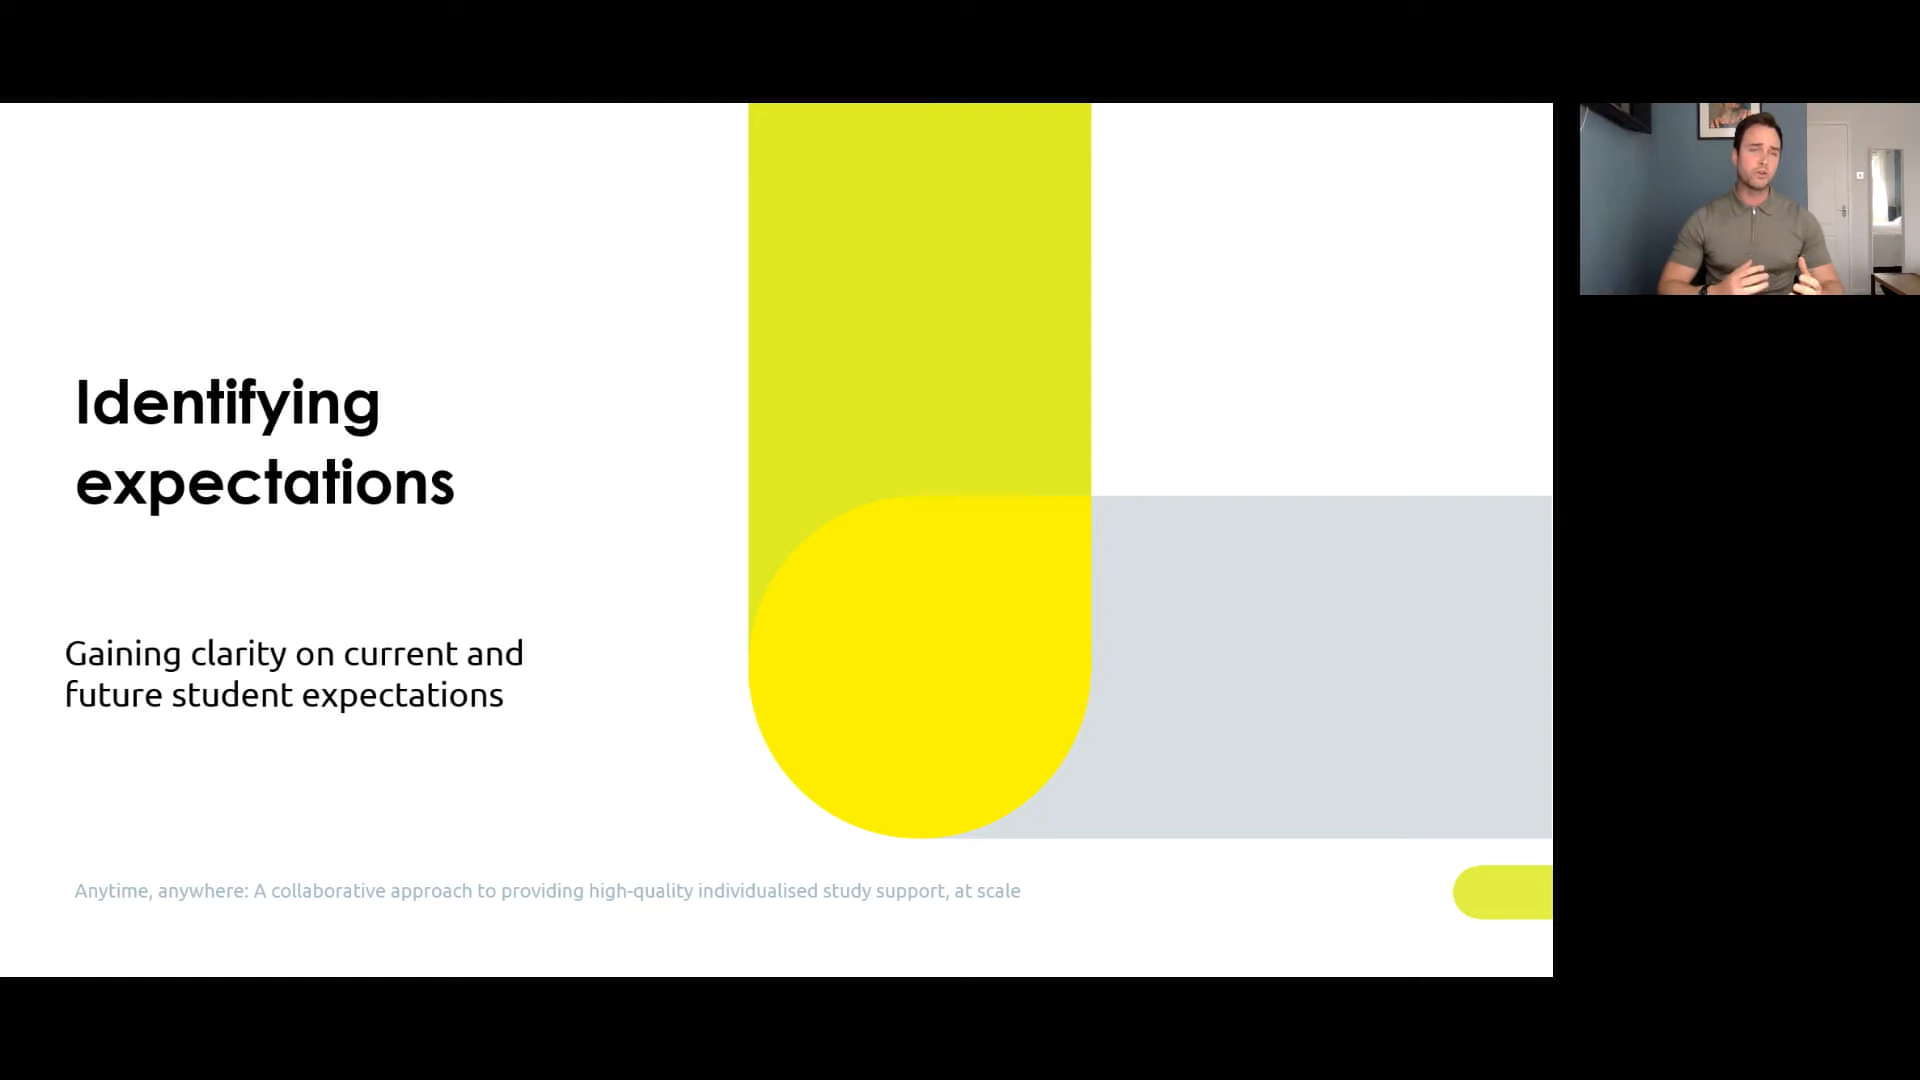 Identifying
expectations
Gaining clarity on current and
future student expectations
Anytime, anywhere: A collaborative approach to providing high-quality individualised study support, at scale